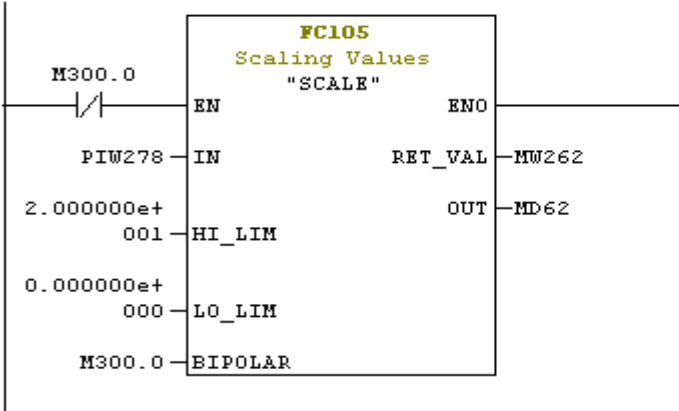 FC105
Scaling Values
"SCALE"
M300.0
EN
ENO
PIW278
IN
RET_VAL
MW262
2.000000e+
001
HI_LIM
OUT
MD62
0.000000e+
000
LO_LIM
M300.0
BIPOLAR